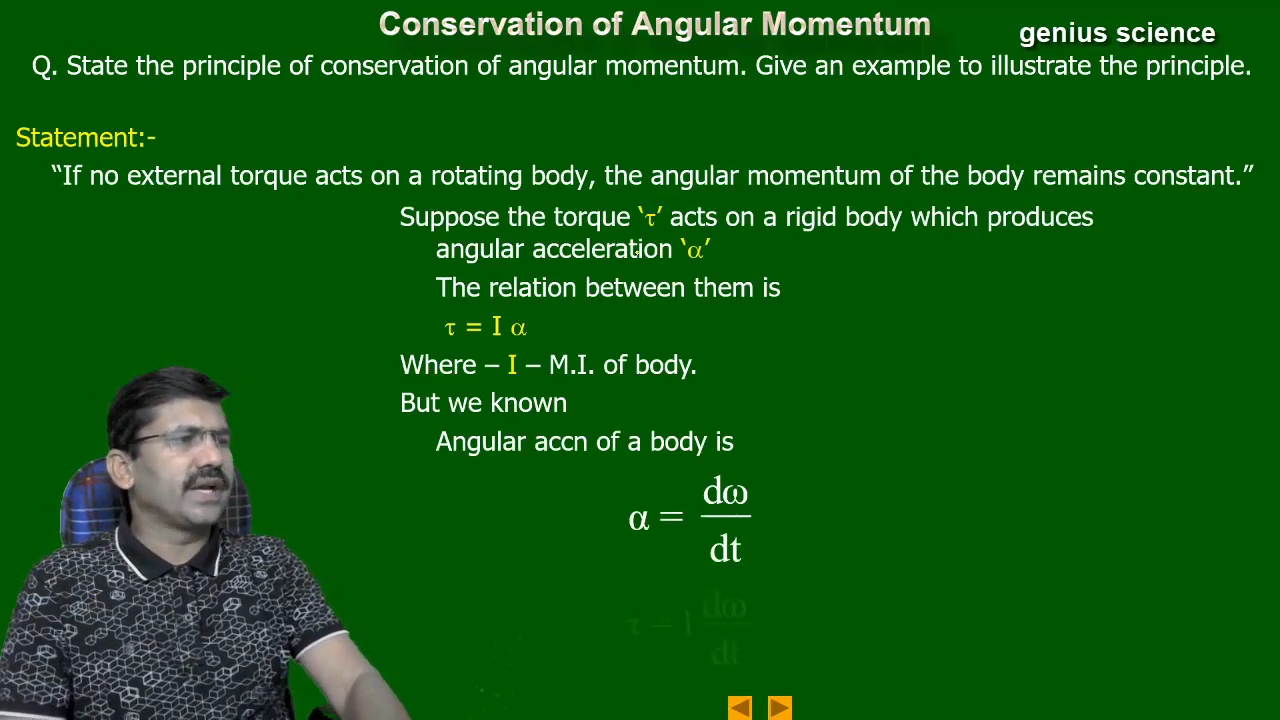 Conservation of Angular Momentum
genius science
Q. State the principle of conservation of angular momentum. Give an example to illustrate the principle.
Statement:-
“If no external torque acts on a rotating body, the angular momentum of the body remains constant.”
Suppose the torque ‘τ’ acts on a rigid body which produces
angular acceleration ‘α’
The relation between them is
τ = I α
Where – I – M.I. of body.
But we known
Angular accn of a body is
α = dω
dt
τ = I dω
dt